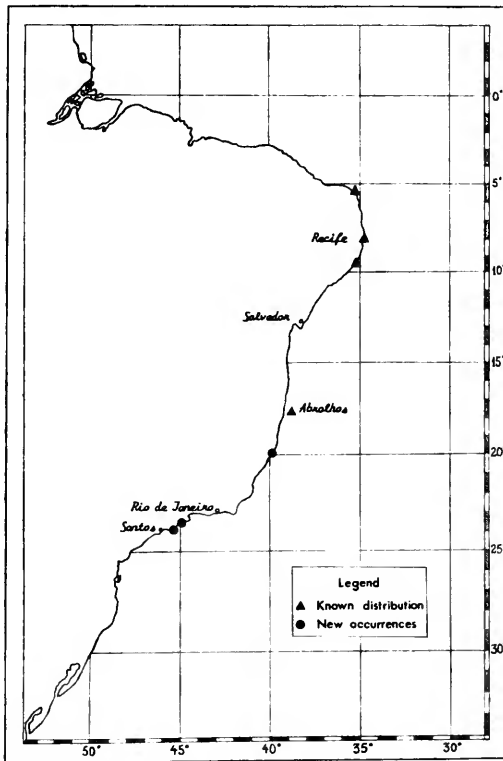 0°
5°
Recife
10°
Salvador
15°
Abrolhos
20°
Rio de Janeiro
Santos
25°
Legend
▲ Known distribution
● New occurrences
30
50° 45° 40° 35° 30°